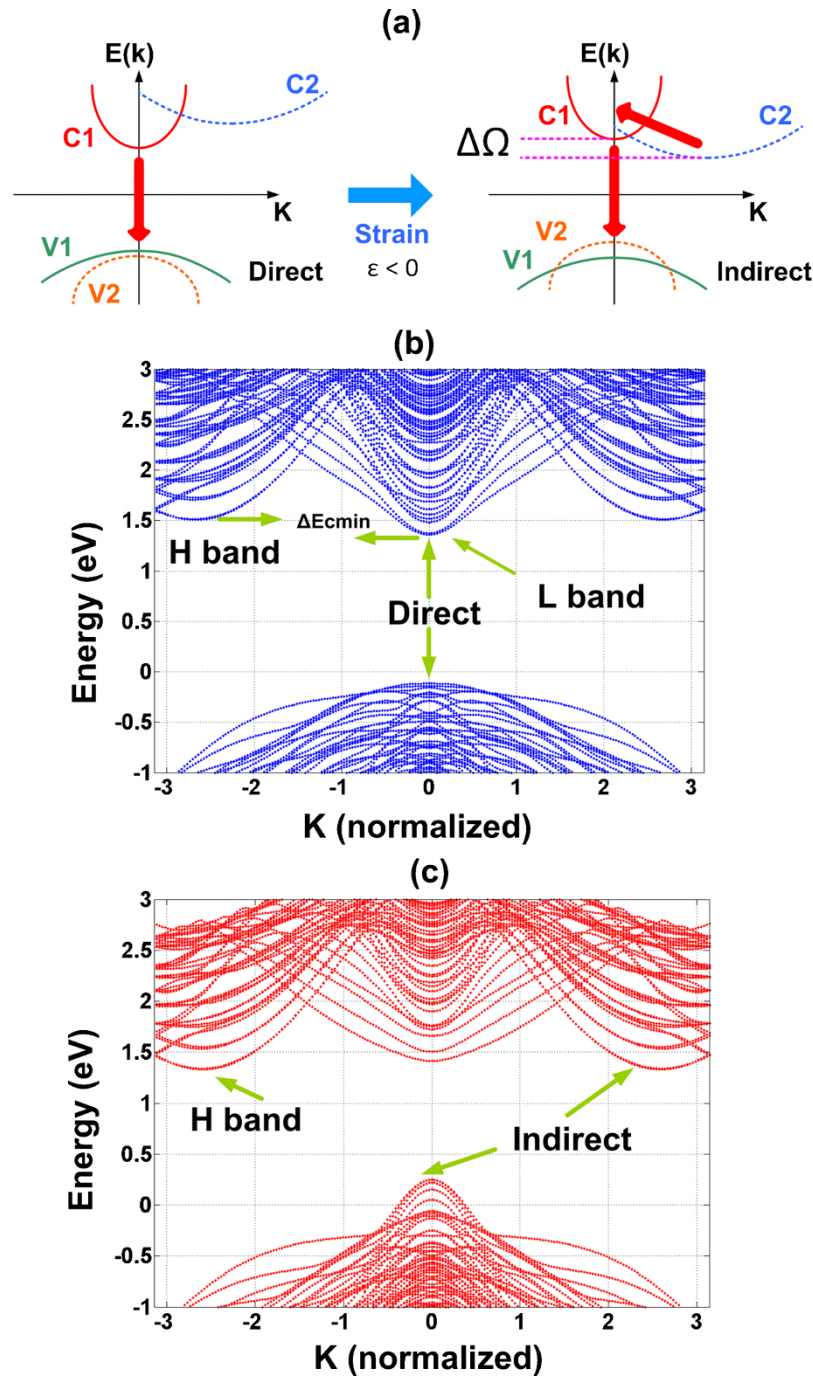 (a)
E(k)
C2
C1
K
V1
V2
Direct
Strain
ε < 0
E(k)
C1
C2
ΔΩ
K
V2
V1
Indirect
(b)
3
2.5
2
1.5
1
0.5
0
-0.5
-1
Energy (eV)
ΔEcmin
H band
L band
Direct
-3 -2 -1 0 1 2 3
K (normalized)
(c)
3
2.5
2
1.5
1
0.5
0
-0.5
-1
Energy (eV)
H band
Indirect
-3 -2 -1 0 1 2 3
K (normalized)